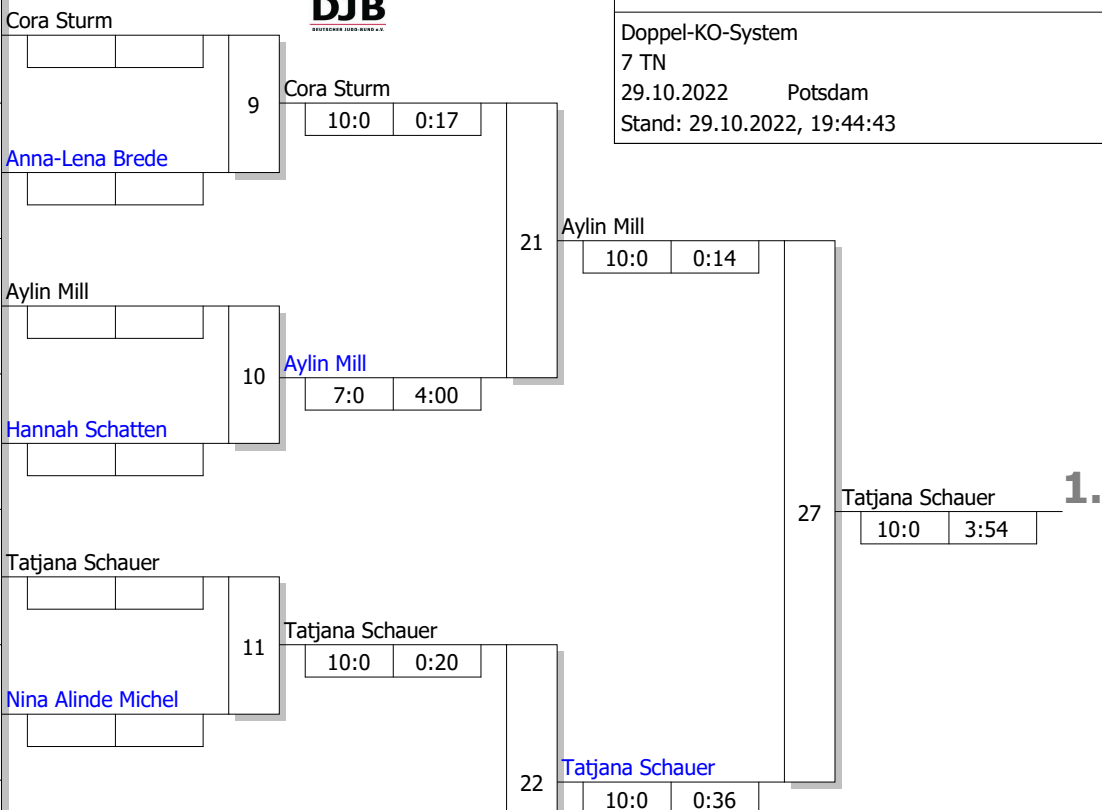 DJB
DEUTSCHER JUDO-BUND e.V.
Doppel-KO-System
7 TN
29.10.2022 Potsdam
Stand: 29.10.2022, 19:44:43
Cora Sturm
9
Anna-Lena Brede
Cora Sturm
10:0 0:17
21
Aylin Mill
10
Hannah Schatten
Aylin Mill
7:0 4:00
Aylin Mill
10:0 0:14
27
Tatjana Schauer
10:0 3:54
1.
Tatjana Schauer
11
Nina Alinde Michel
Tatjana Schauer
10:0 0:20
22
Tatjana Schauer
10:0 0:36